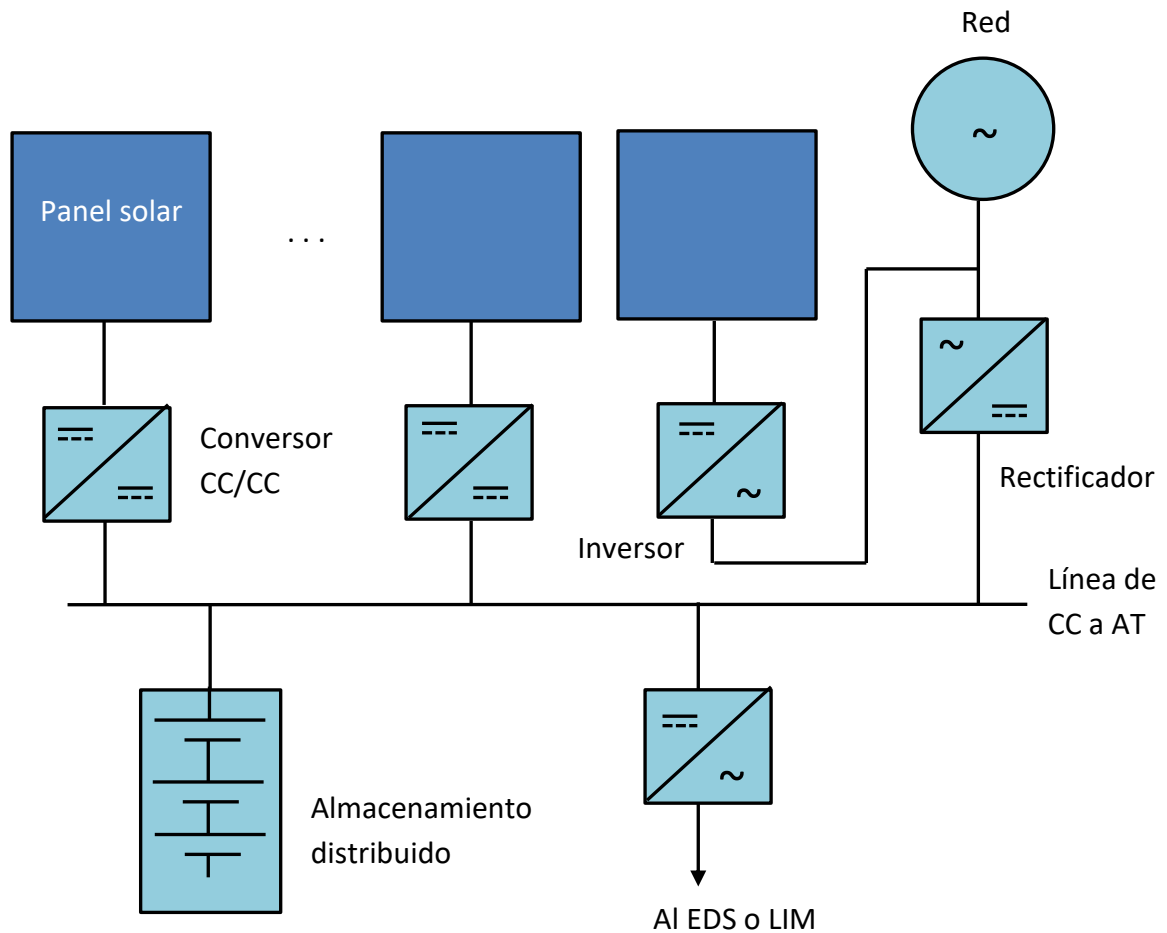 Red
~
Panel solar
. . .
~
Conversor
CC/CC
~
Rectificador
Inversor
Línea de
CC a AT
~
Almacenamiento
distribuido
Al EDS o LIM